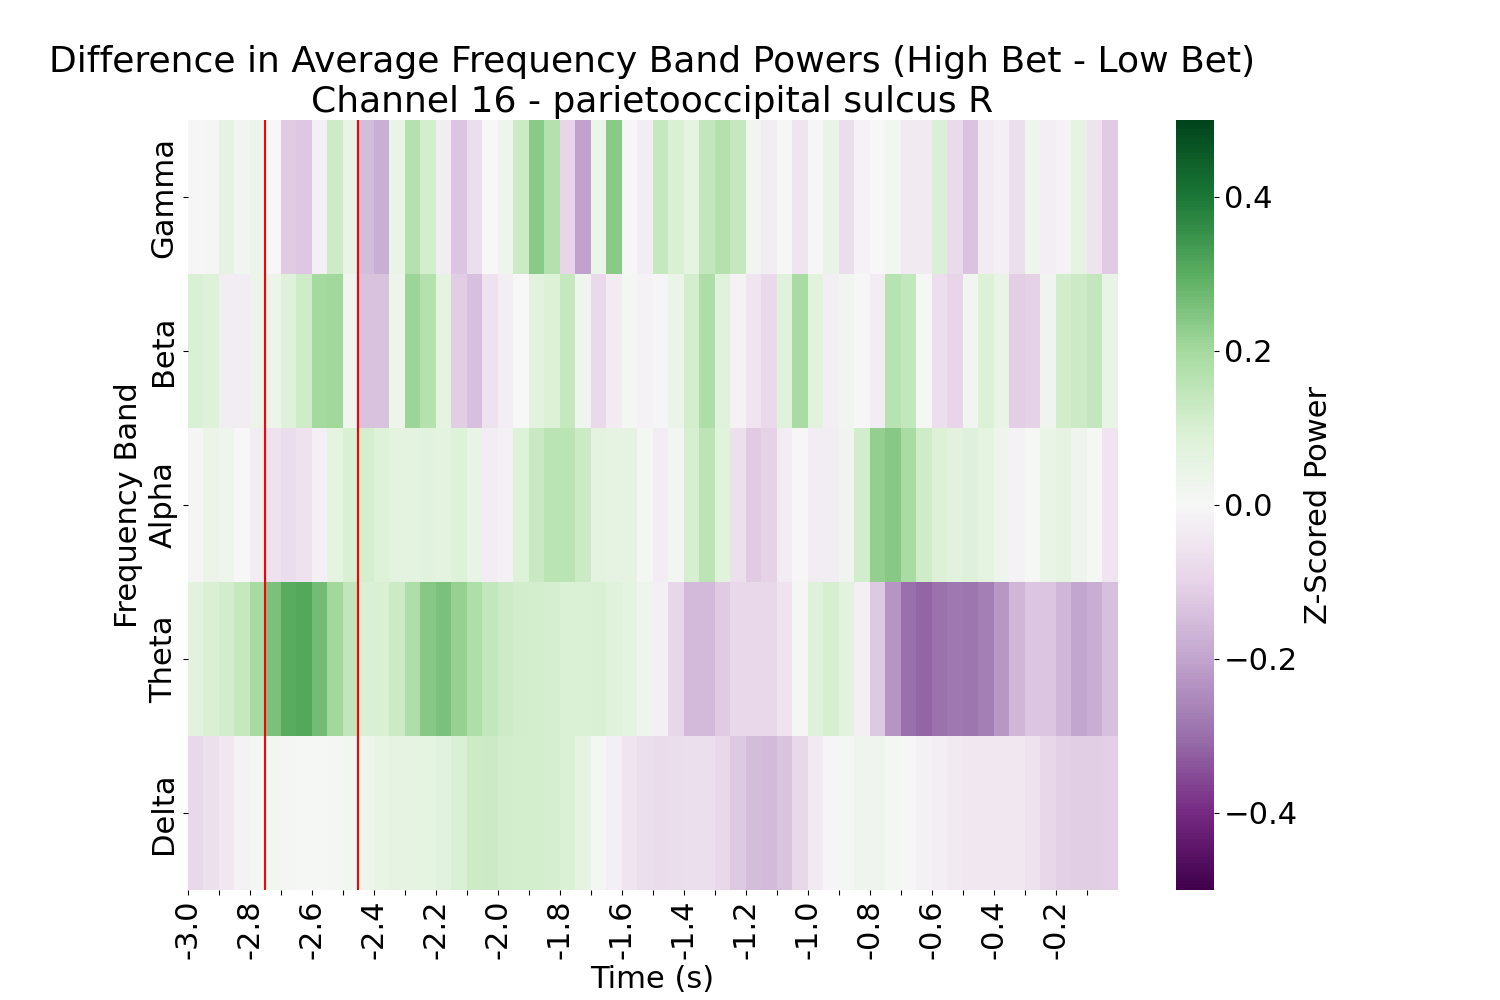 Difference in Average Frequency Band Powers (High Bet - Low Bet)
Channel 16 - parietooccipital sulcus R
Frequency Band
Gamma
Beta
Alpha
Theta
Delta
-3.0
-2.8
-2.6
-2.4
-2.2
-2.0
-1.8
-1.6
-1.4
-1.2
-1.0
-0.8
-0.6
-0.4
-0.2
Time (s)
0.4
0.2
0.0
−0.2
−0.4
Z-Scored Power